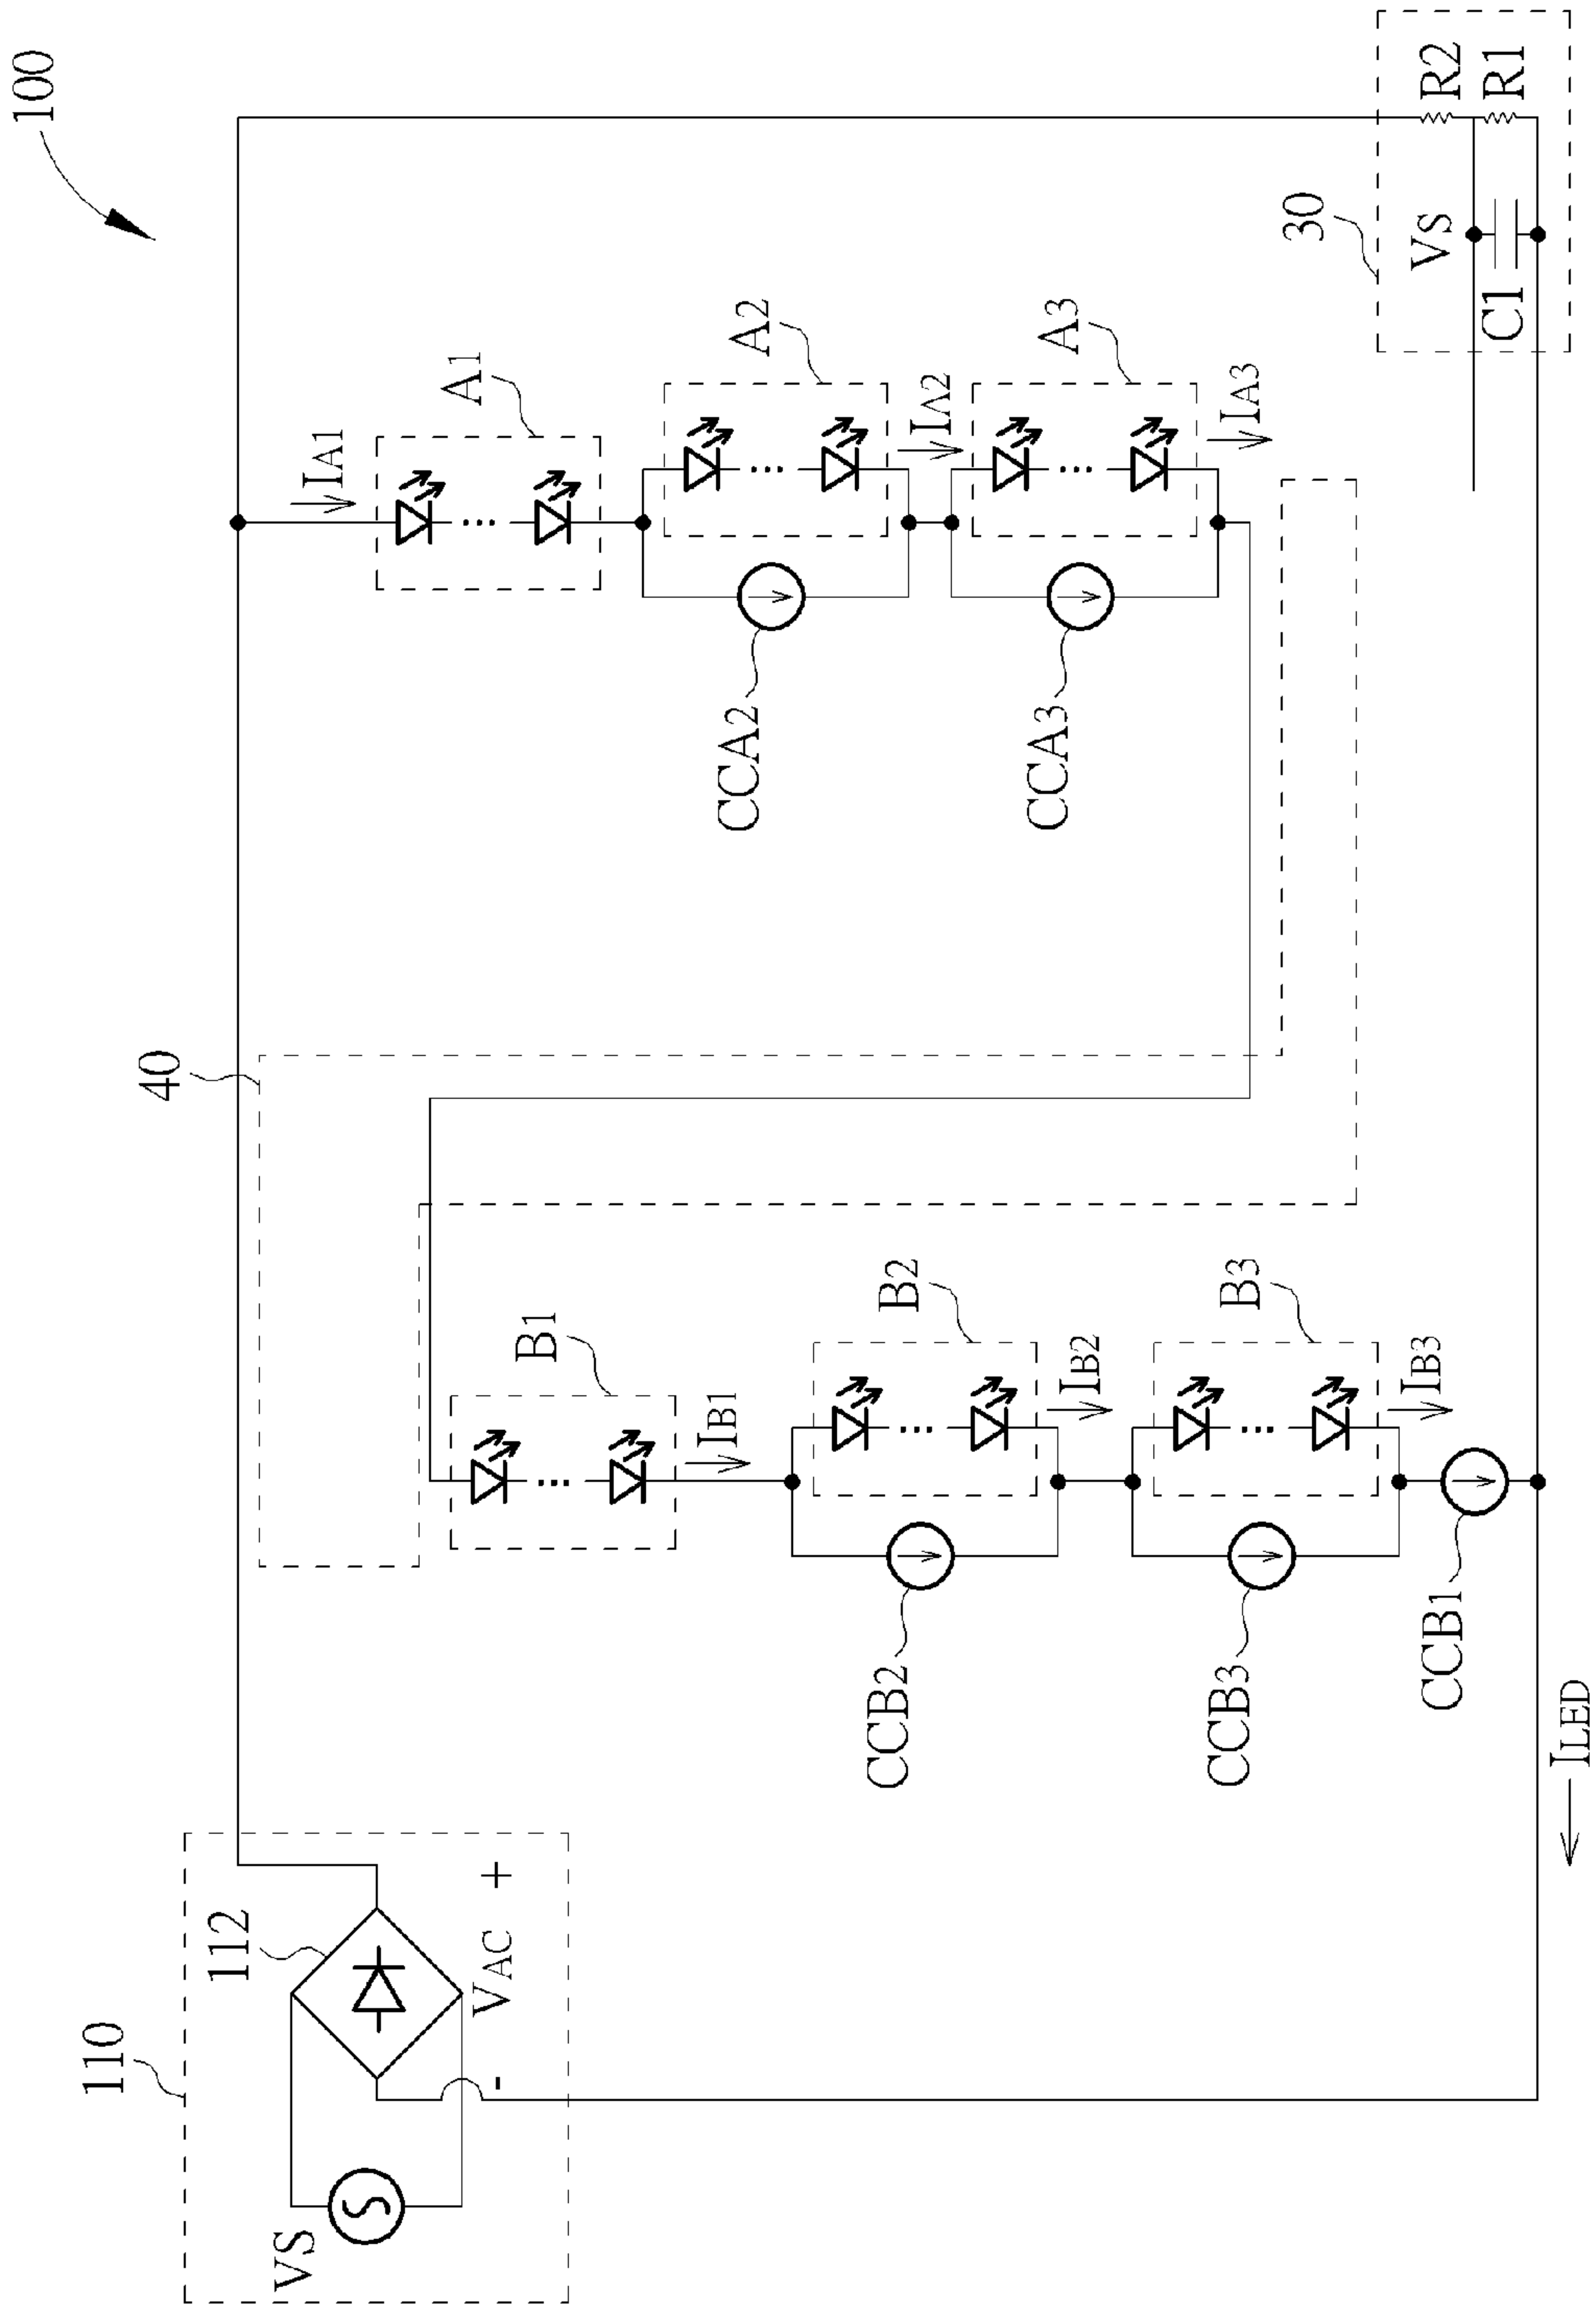 100
110
112
VS
VAC
+
-
40
IA1
A1
A2
IA2
CCA2
A3
IA3
CCA3
B1
IB1
B2
IB2
CCB2
B3
IB3
CCB3
CCB1
30
VS
C1
R2
R1
ILED